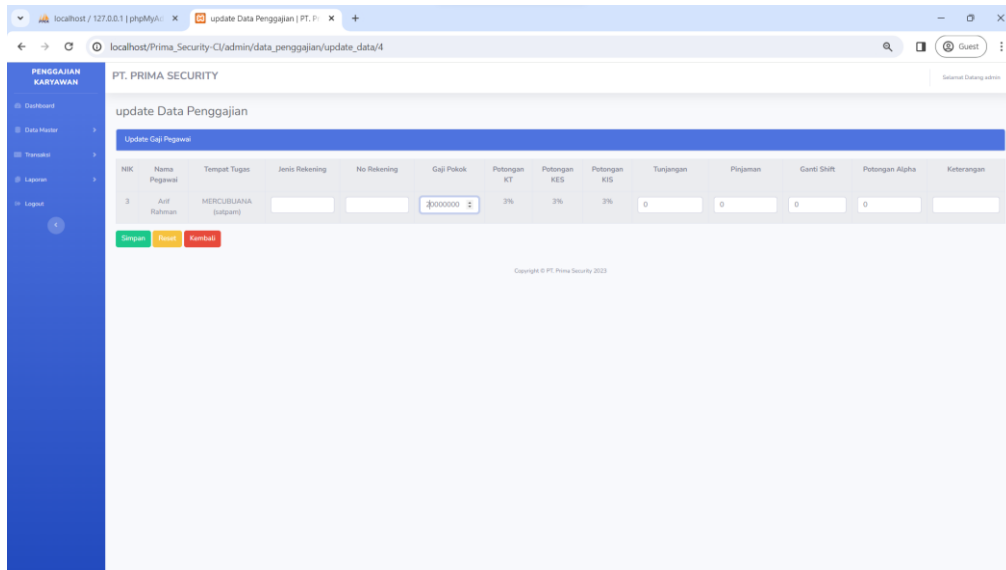 localhost / 127.0.0.1 | phpMyAd
update Data Penggajian | PT. Pr
localhost/Prima_Security-CI/admin/data_penggajian/update_data/4
Guest
PENGGAJIAN
KARYAWAN
PT. PRIMA SECURITY
Selamat Datang admin
Dashboard
Data Master
Transaksi
Laporan
Logout
update Data Penggajian
Update Gaji Pegawai
NIK Nama Pegawai Tempat Tugas Jenis Rekening No Rekening Gaji Pokok Potongan KT Potongan KES Potongan KIS Tunjangan Pinjaman Ganti Shift Potongan Alpha Keterangan
3 Arif Rahman MERCUBUANA (satpam) 3% 3% 3% 0 0 0 0
Simpan Reset Kembali
Copyright © PT. Prima Security 2023